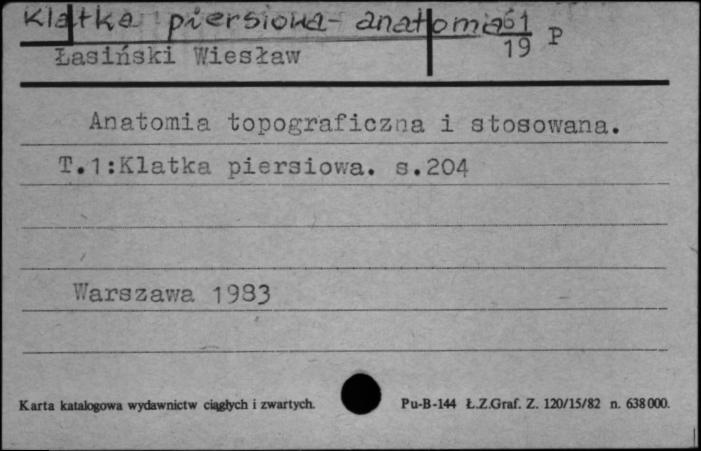 Klatka piersiowa - anatomia 61
19 P
Łasiński Wiesław
Anatomia topograficzna i stosowana.
T.1:Klatka piersiowa. s.204
Warszawa 1983
Karta katalogowa wydawnictw ciągłych i zwartych. Pu-B-144 Ł.Z.Graf. Z. 120/15/82 n. 638000.